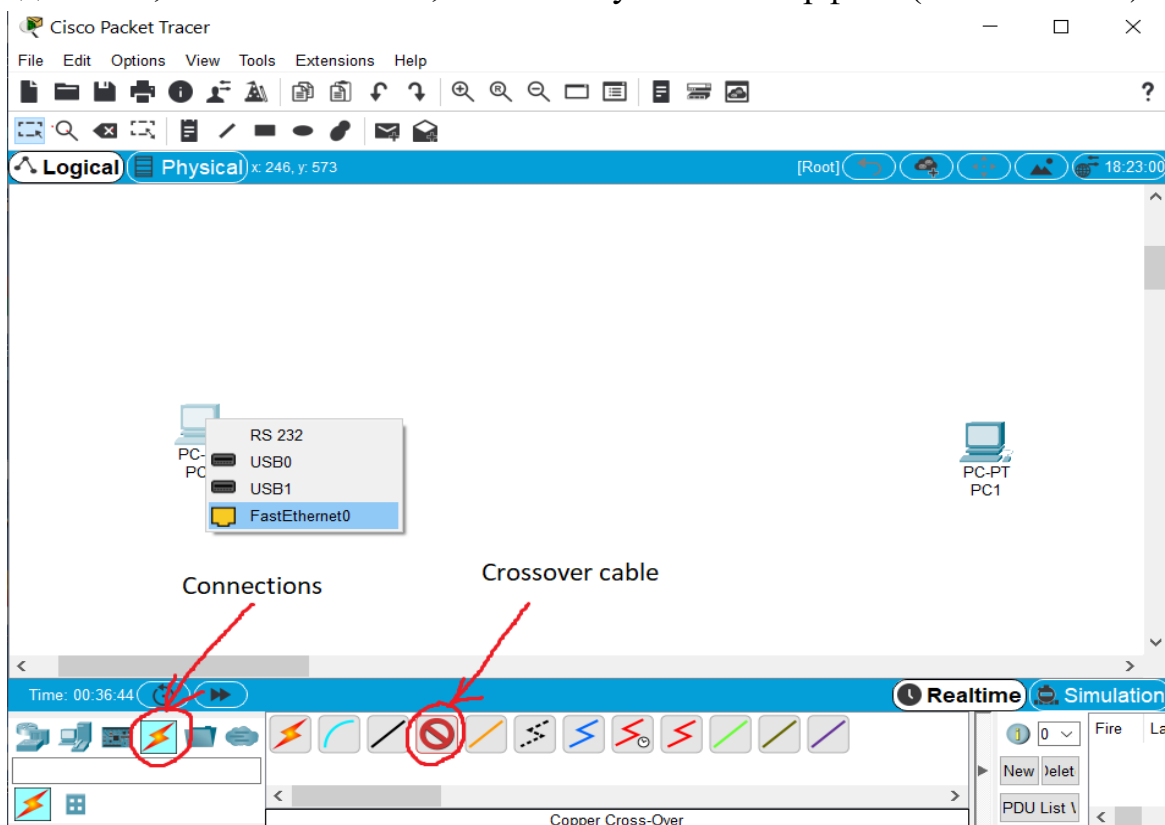 Cisco Packet Tracer
File Edit Options View Tools Extensions Help
?
Logical Physical x: 246, y: 573 [Root] 18:23:00
RS 232
USB0
USB1
FastEthernet0
PC-PT
PC1
Connections
Crossover cable
Time: 00:36:44 Realtime Simulation
0 Fire La
New
PDU List
Copper Cross-Over